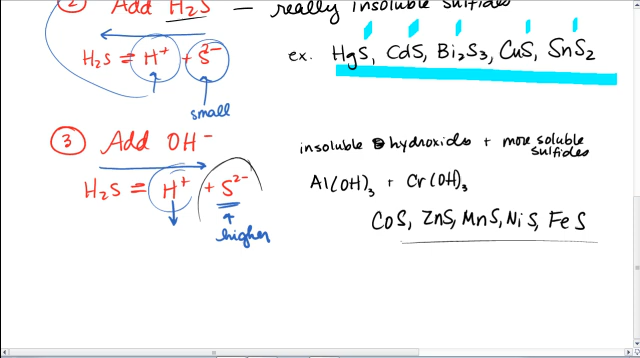 ② Add H₂S – really insoluble sulfides
H₂S = H⁺ + S²⁻
small
ex. HgS, CdS, Bi₂S₃, CuS, SnS₂
③ Add OH⁻
H₂S = H⁺ + S²⁻
higher
insoluble hydroxids + more soluble
sulfides
Al(OH)₃ + Cr(OH)₃
CoS, ZnS, MnS, NiS, FeS